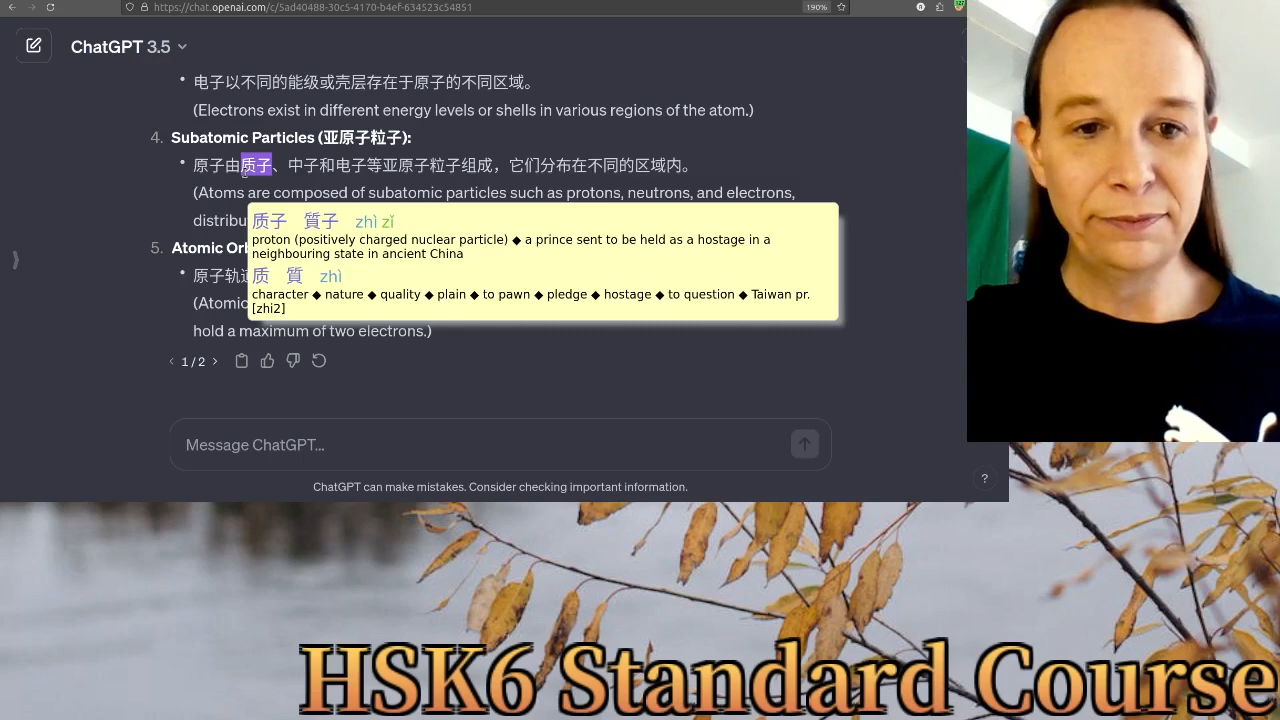 https://chat.openai.com/c/5ad40488-30c5-4170-b4ef-634523c54851
190%
ChatGPT 3.5
电子以不同的能级或壳层存在于原子的不同区域。
(Electrons exist in different energy levels or shells in various regions of the atom.)
4. Subatomic Particles (亚原子粒子):
原子由质子、中子和电子等亚原子粒子组成，它们分布在不同的区域内。
(Atoms are composed of subatomic particles such as protons, neutrons, and electrons,
distribu
质子 質子 zhì zǐ
proton (positively charged nuclear particle) ◆ a prince sent to be held as a hostage in a
neighbouring state in ancient China
5. Atomic Orb
原子轨道
质 質 zhì
character ◆ nature ◆ quality ◆ plain ◆ to pawn ◆ pledge ◆ hostage ◆ to question ◆ Taiwan pr.
[zhi2]
(Atomic
hold a maximum of two electrons.)
1 / 2
Message ChatGPT...
?
ChatGPT can make mistakes. Consider checking important information.
HSK6 Standard Course